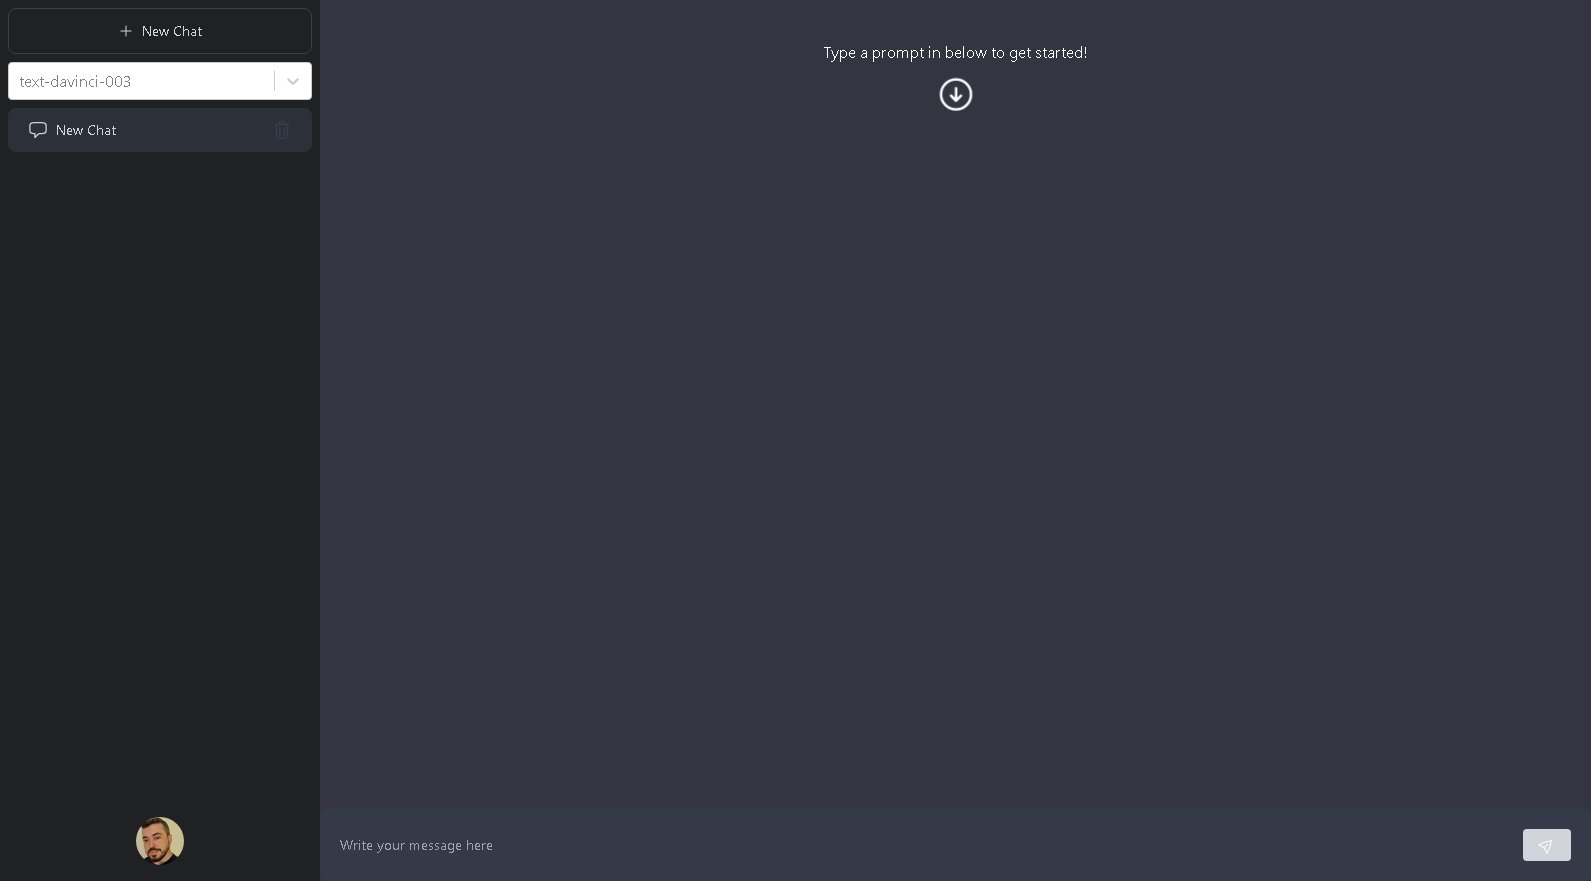 New Chat
text-davinci-003
New Chat
Type a prompt in below to get started!
Write your message here